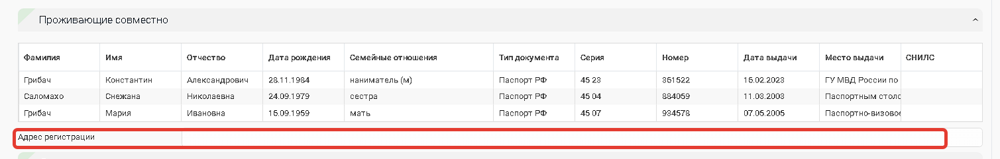 Проживающие совместно
Фамилия Имя Отчество Дата рождения Семейные отношения Тип документа Серия Номер Дата выдачи Место выдачи СНИЛС
Грибач Константин Александрович 28.11.1984 наниматель (м) Паспорт РФ 45 23 361522 16.02.2023 ГУ МВД России по
Саломахо Снежана Николаевна 24.09.1979 сестра Паспорт РФ 45 04 884059 11.03.2003 Паспортным столо
Грибач Мария Ивановна 16.09.1959 мать Паспорт РФ 45 07 934578 07.05.2005 Паспортно-визовое
Адрес регистрации